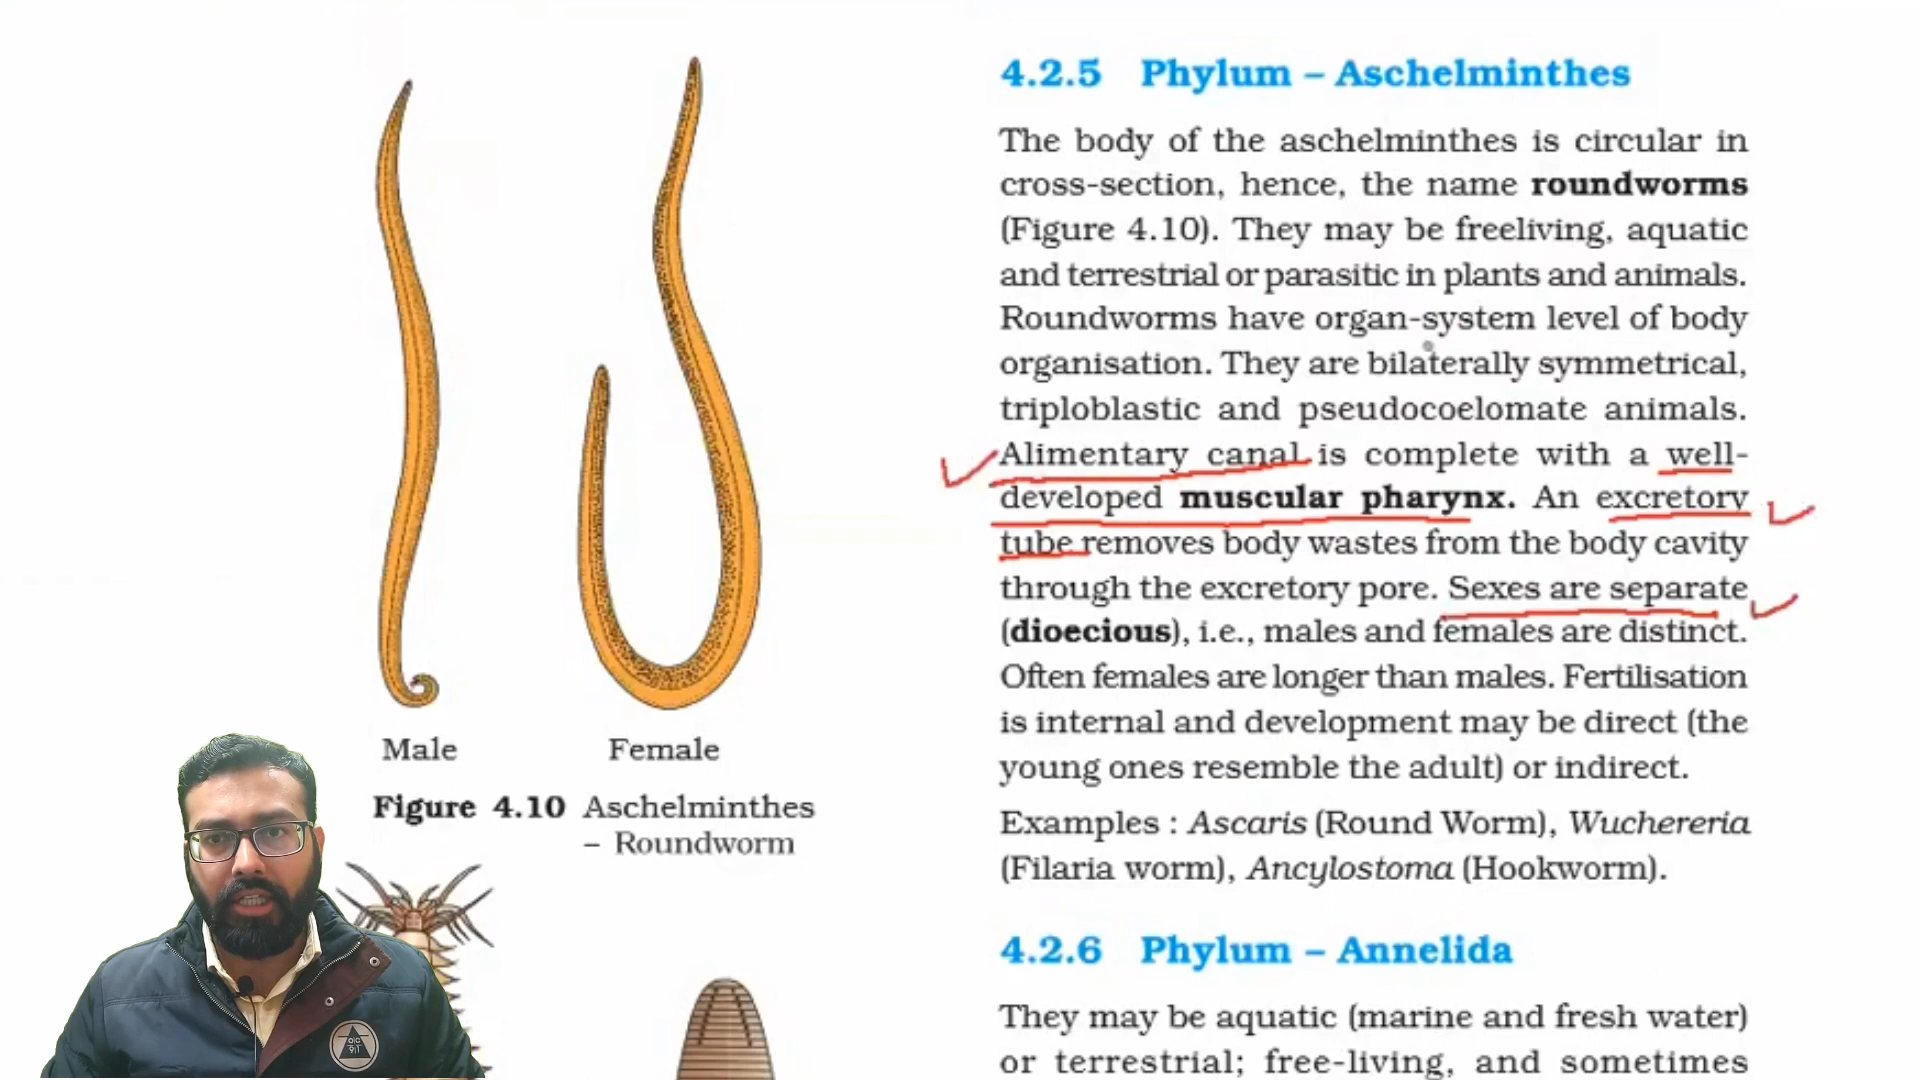 Male
Female
Figure 4.10 Aschelminthes
– Roundworm
4.2.5 Phylum – Aschelminthes
The body of the aschelminthes is circular in
cross-section, hence, the name roundworms
(Figure 4.10). They may be freeliving, aquatic
and terrestrial or parasitic in plants and animals.
Roundworms have organ-system level of body
organisation. They are bilaterally symmetrical,
triploblastic and pseudocoelomate animals.
Alimentary canal is complete with a well-
developed muscular pharynx. An excretory
tube removes body wastes from the body cavity
through the excretory pore. Sexes are separate
(dioecious), i.e., males and females are distinct.
Often females are longer than males. Fertilisation
is internal and development may be direct (the
young ones resemble the adult) or indirect.
Examples : Ascaris (Round Worm), Wuchereria
(Filaria worm), Ancylostoma (Hookworm).
4.2.6 Phylum – Annelida
They may be aquatic (marine and fresh water)
or terrestrial; free-living, and sometimes